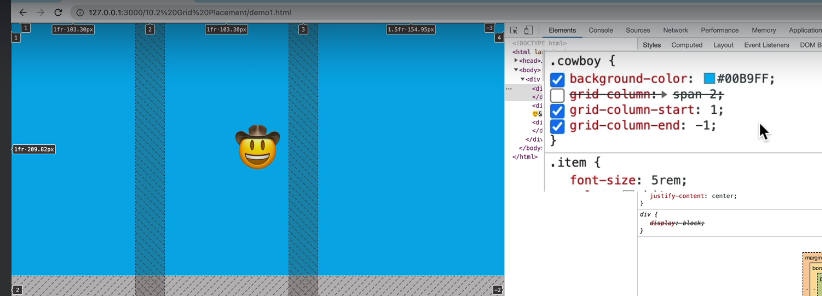 127.0.0.1:3000/10.2%20Grid%20Placement/demo1.html
1 1fr-103.30px 2 1fr-103.30px 3 1.5fr-154.95px -1
1 4
1fr-209.82px
2 -2
Elements Console Sources Network Performance Memory Application
Styles Computed Layout Event Listeners DOM B
<!DOCTYPE html>
<html la
<head>
<body>
<div
<di
</d
<di
&
<di
</d
</di
</body>
</html>
.cowboy {
background-color: #00B9FF;
grid-column: span 2;
grid-column-start: 1;
grid-column-end: -1;
}
.item {
font-size: 5rem;
justify-content: center;
}
div {
display: block;
}
margin
bor